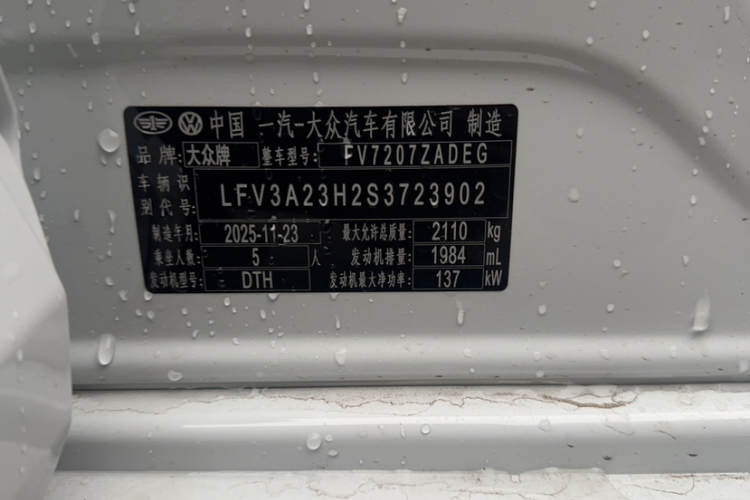 中国 一汽-大众汽车有限公司 制造
品 牌: 大众牌 整车型号: FV7207ZADEG
车 辆 识 别 代 号: LFV3A23H2S3723902
制造年月: 2025-11-23 最大允许总质量: 2110 kg
乘坐人数: 5 人 发动机排量: 1984 mL
发动机型号: DTH 发动机最大净功率: 137 kW